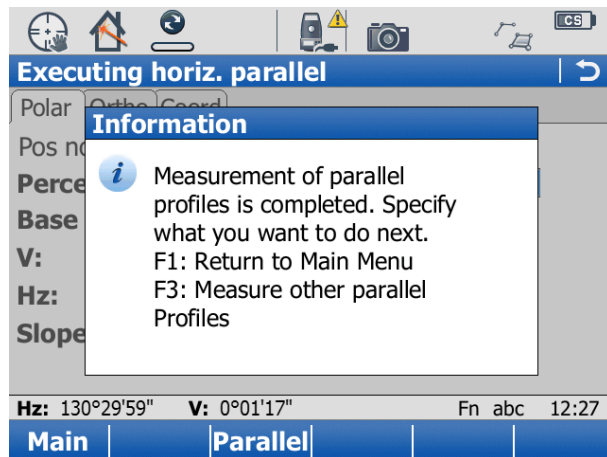 CS
Executing horiz. parallel
Polar Ortho Coord
Information
Pos
Measurement of parallel
profiles is completed. Specify
what you want to do next.
F1: Return to Main Menu
F3: Measure other parallel
Profiles
Perce
Base
V:
Hz:
Slope
Hz: 130°29'59" V: 0°01'17" Fn abc 12:27
Main Parallel